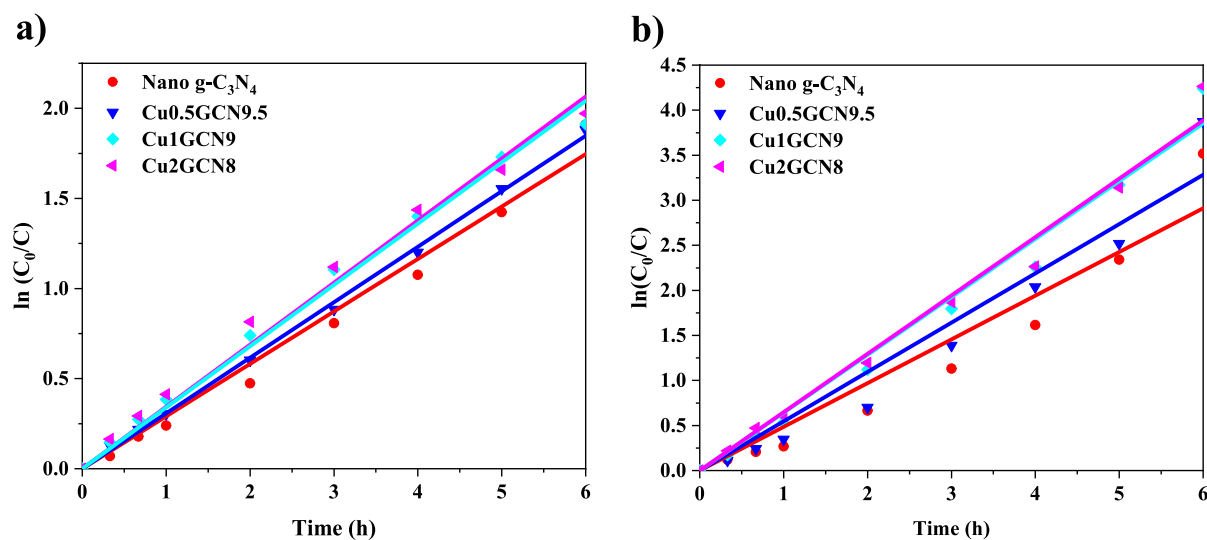 a)
Nano g-C₃N₄
Cu0.5GCN9.5
Cu1GCN9
Cu2GCN8
2.0
1.5
1.0
0.5
0.0
ln (C₀/C)
0 1 2 3 4 5 6
Time (h)
b)
Nano g-C₃N₄
Cu0.5GCN9.5
Cu1GCN9
Cu2GCN8
4.5
4.0
3.5
3.0
2.5
2.0
1.5
1.0
0.5
0.0
ln(C₀/C)
0 1 2 3 4 5 6
Time (h)